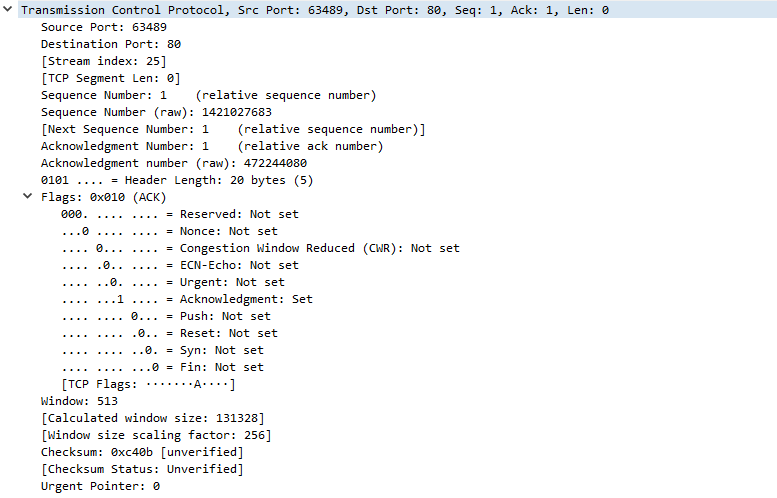 Transmission Control Protocol, Src Port: 63489, Dst Port: 80, Seq: 1, Ack: 1, Len: 0
Source Port: 63489
Destination Port: 80
[Stream index: 25]
[TCP Segment Len: 0]
Sequence Number: 1    (relative sequence number)
Sequence Number (raw): 1421027683
[Next Sequence Number: 1    (relative sequence number)]
Acknowledgment Number: 1    (relative ack number)
Acknowledgment number (raw): 472244080
0101 .... = Header Length: 20 bytes (5)
Flags: 0x010 (ACK)
000. .... .... = Reserved: Not set
...0 .... .... = Nonce: Not set
.... 0... .... = Congestion Window Reduced (CWR): Not set
.... .0.. .... = ECN-Echo: Not set
.... ..0. .... = Urgent: Not set
.... ...1 .... = Acknowledgment: Set
.... .... 0... = Push: Not set
.... .... .0.. = Reset: Not set
.... .... ..0. = Syn: Not set
.... .... ...0 = Fin: Not set
[TCP Flags: ·······A····]
Window: 513
[Calculated window size: 131328]
[Window size scaling factor: 256]
Checksum: 0xc40b [unverified]
[Checksum Status: Unverified]
Urgent Pointer: 0